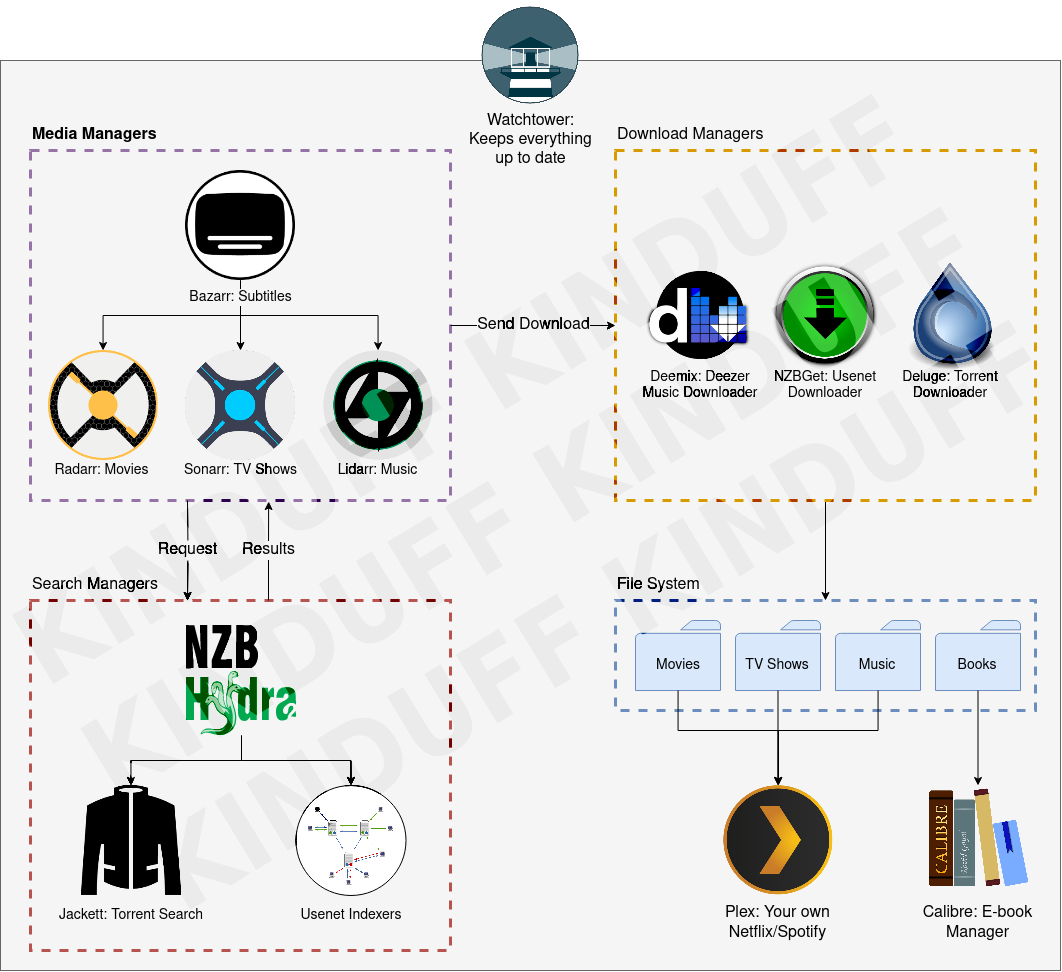 Watchtower:
Keeps everything
up to date
Media Managers
Bazarr: Subtitles
Radarr: Movies
Sonarr: TV Shows
Lidarr: Music
Send Download
Download Managers
d
Deemix: Deezer
Music Downloader
NZBGet: Usenet
Downloader
Deluge: Torrent
Downloader
Request
Results
Search Managers
NZB
Hydra
Jackett: Torrent Search
Usenet Indexers
File System
Movies
TV Shows
Music
Books
Plex: Your own
Netflix/Spotify
CALIBRE
Calibre: E-book
Manager
KINDUFF
KINDUFF
KINDUFF
KINDUFF
KINDUFF
KINDUFF